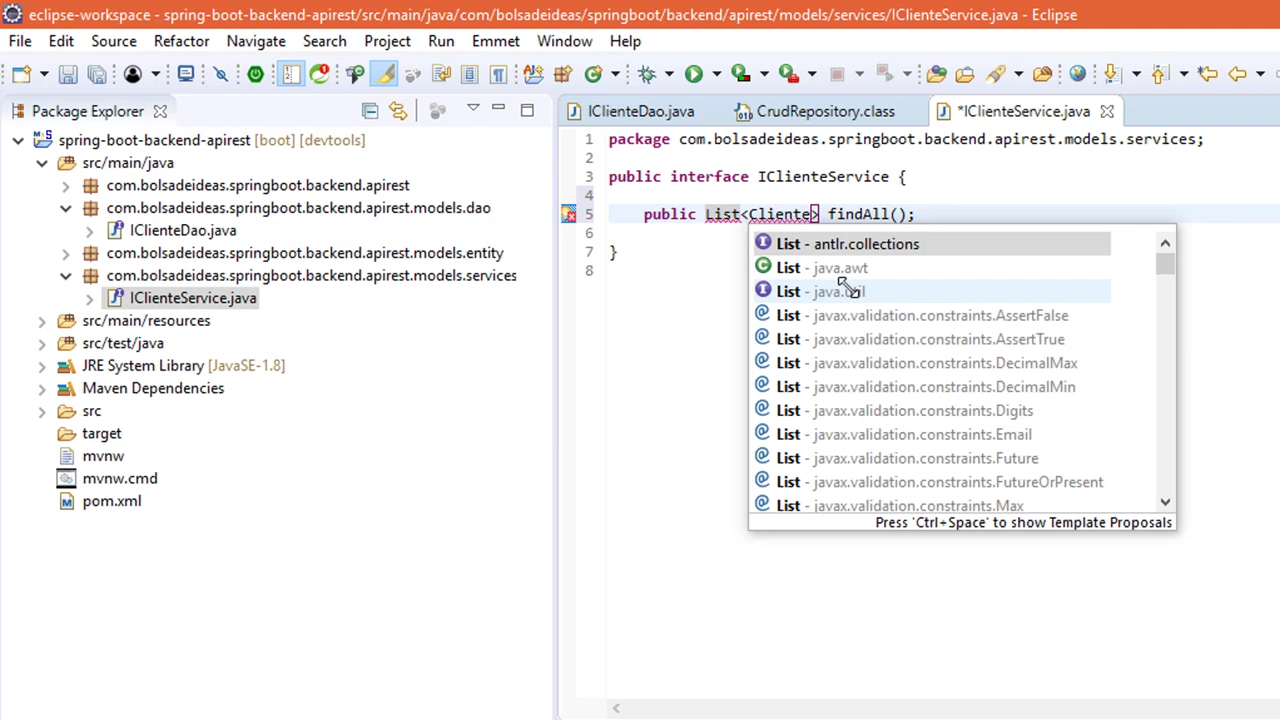 eclipse-workspace - spring-boot-backend-apirest/src/main/java/com/bolsadeideas/springboot/backend/apirest/models/services/IClienteService.java - Eclipse
File Edit Source Refactor Navigate Search Project Run Emmet Window Help
Package Explorer
IClienteDao.java CrudRepository.class *IClienteService.java
spring-boot-backend-apirest [boot] [devtools]
src/main/java
com.bolsadeideas.springboot.backend.apirest
com.bolsadeideas.springboot.backend.apirest.models.dao
IClienteDao.java
com.bolsadeideas.springboot.backend.apirest.models.entity
com.bolsadeideas.springboot.backend.apirest.models.services
IClienteService.java
src/main/resources
src/test/java
JRE System Library [JavaSE-1.8]
Maven Dependencies
src
target
mvnw
mvnw.cmd
pom.xml
1 package com.bolsadeideas.springboot.backend.apirest.models.services;
2
3 public interface IClienteService {
4
5 public List<Cliente> findAll();
6
7 }
8
List - antlr.collections
List - java.awt
List - java.util
List - javax.validation.constraints.AssertFalse
List - javax.validation.constraints.AssertTrue
List - javax.validation.constraints.DecimalMax
List - javax.validation.constraints.DecimalMin
List - javax.validation.constraints.Digits
List - javax.validation.constraints.Email
List - javax.validation.constraints.Future
List - javax.validation.constraints.FutureOrPresent
List - javax.validation.constraints.Max
Press 'Ctrl+Space' to show Template Proposals